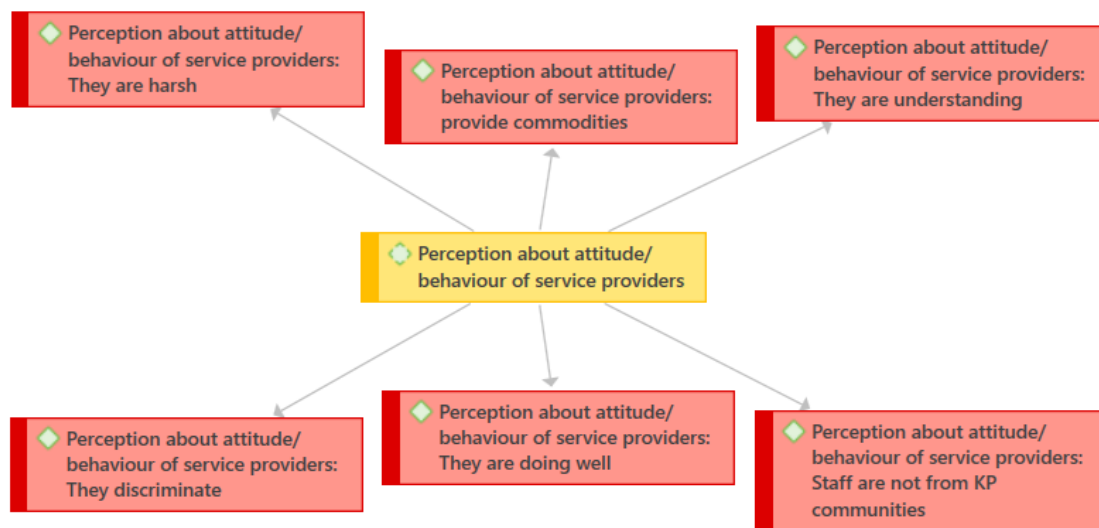 Perception about attitude/
behaviour of service providers:
They are harsh
Perception about attitude/
behaviour of service providers:
provide commodities
Perception about attitude/
behaviour of service providers:
They are understanding
Perception about attitude/
behaviour of service providers
Perception about attitude/
behaviour of service providers:
They discriminate
Perception about attitude/
behaviour of service providers:
They are doing well
Perception about attitude/
behaviour of service providers:
Staff are not from KP
communities